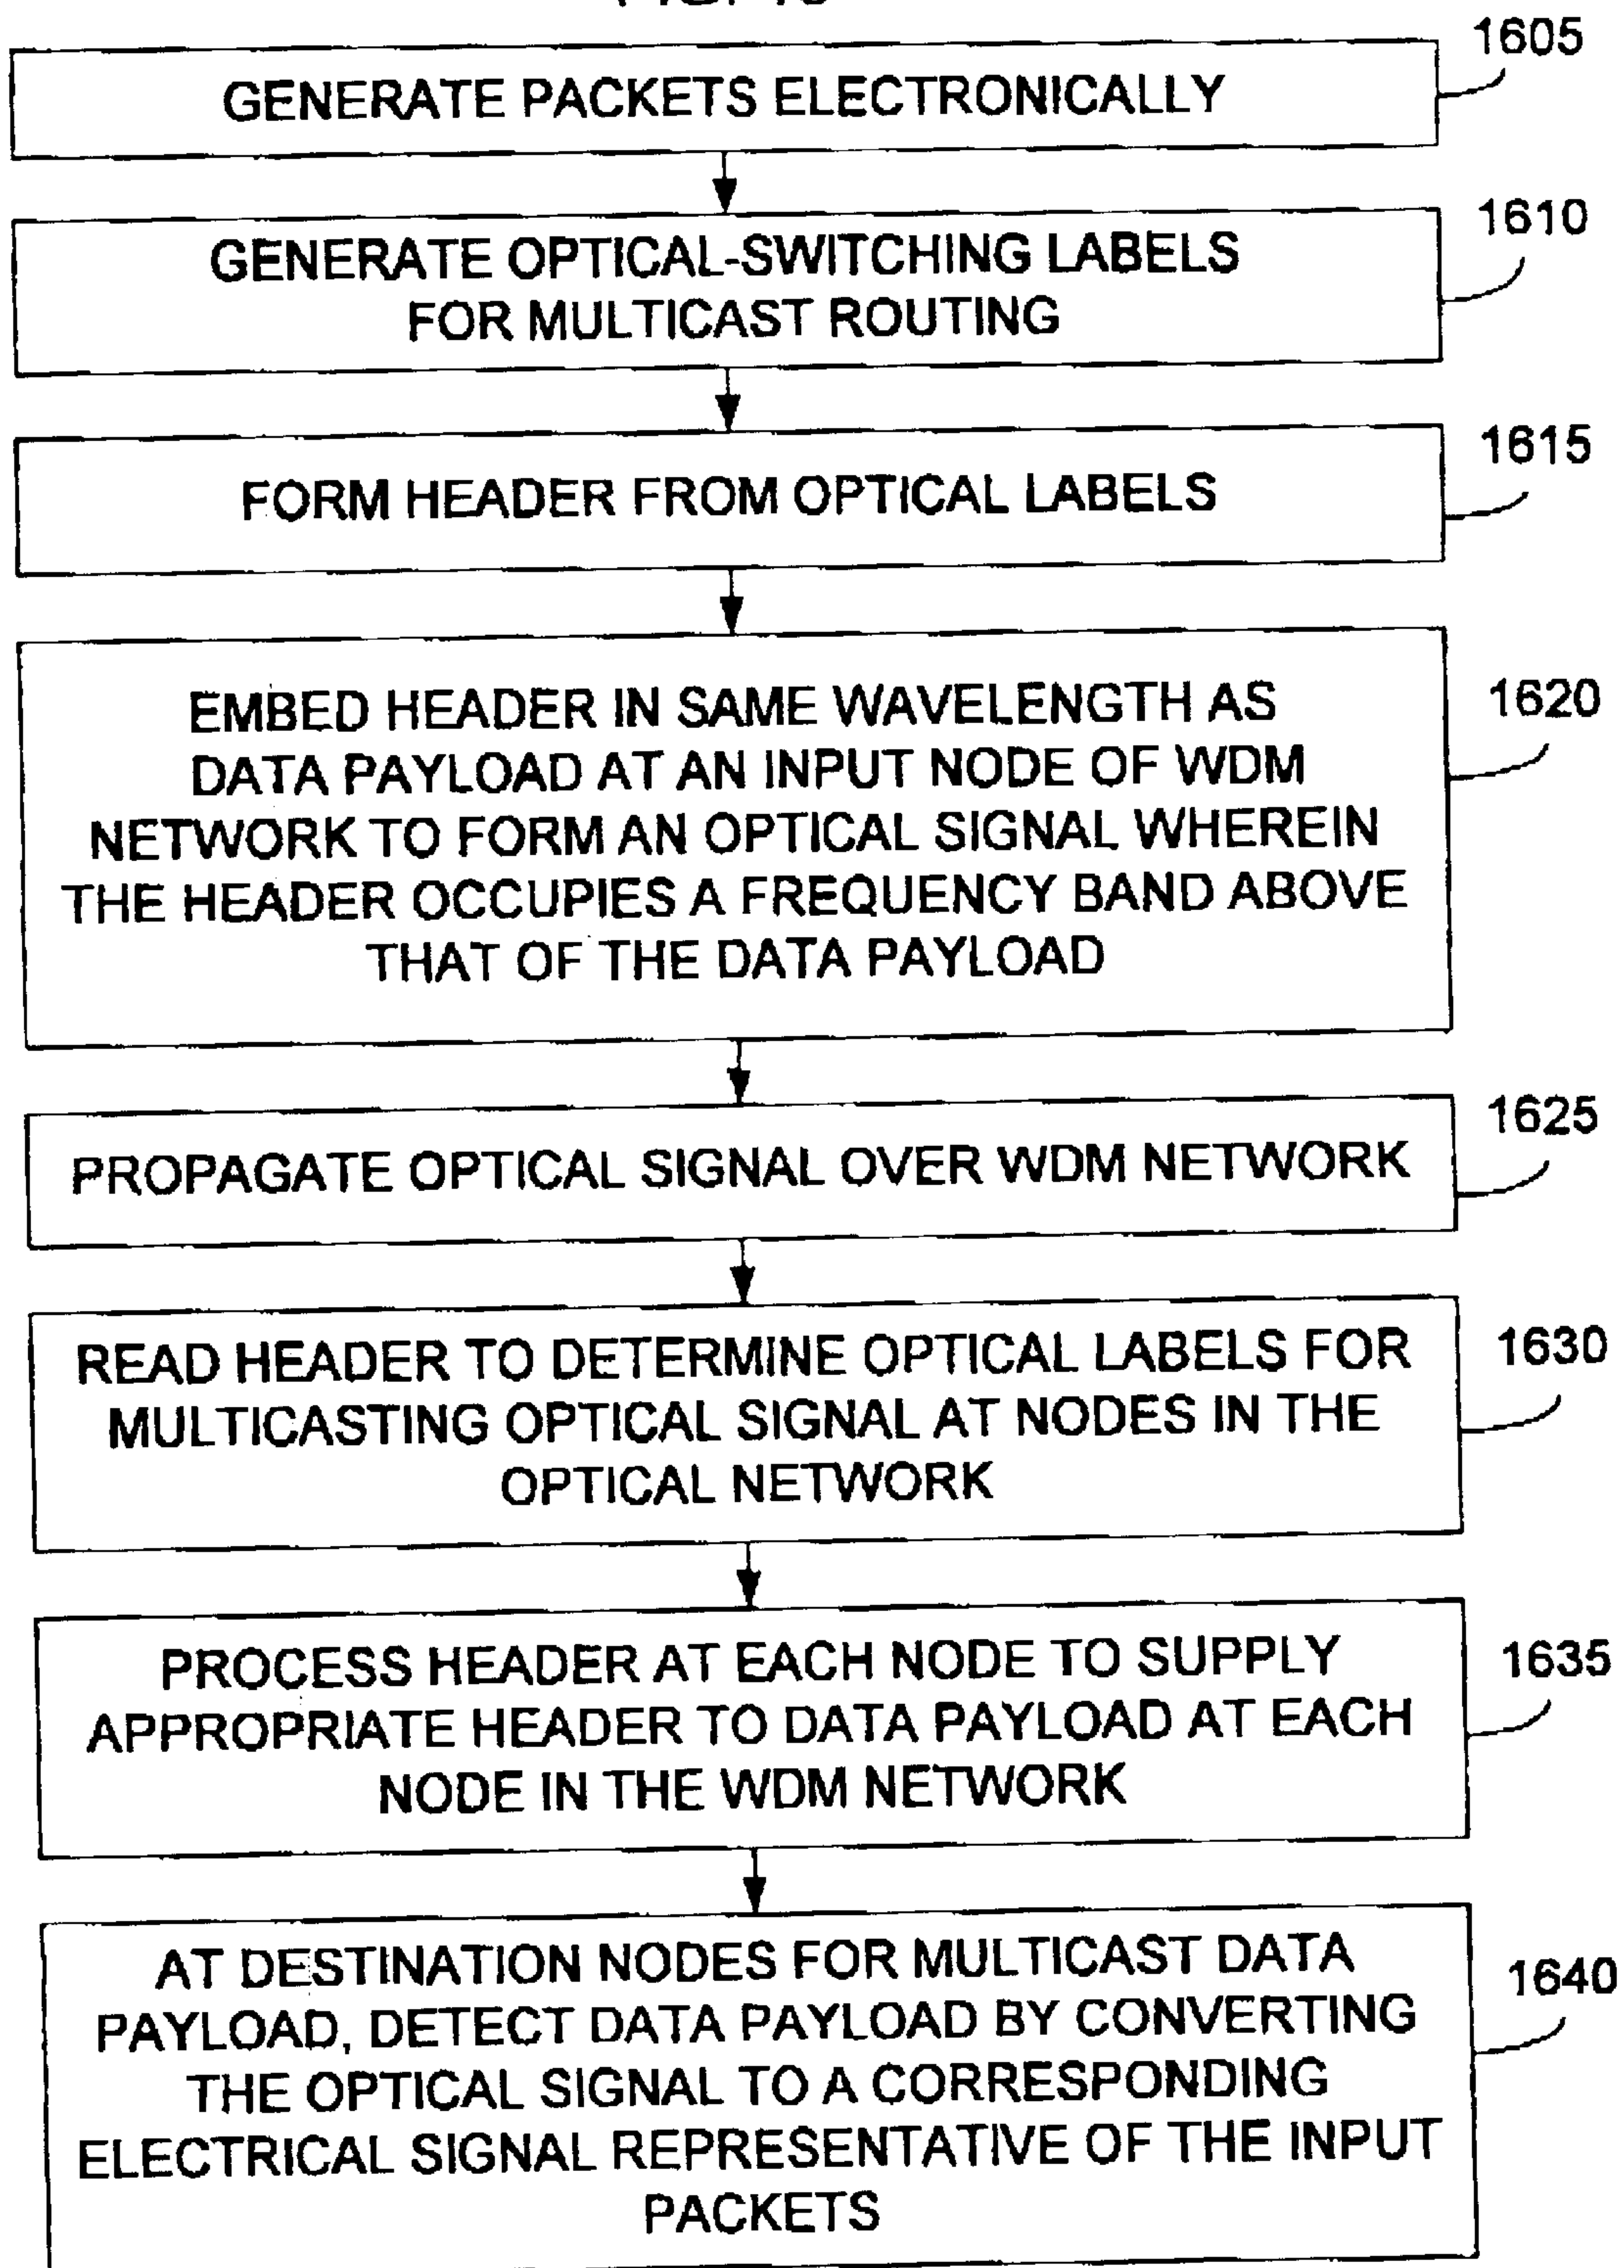 1605
GENERATE PACKETS ELECTRONICALLY
1610
GENERATE OPTICAL-SWITCHING LABELS
FOR MULTICAST ROUTING
1615
FORM HEADER FROM OPTICAL LABELS
1620
EMBED HEADER IN SAME WAVELENGTH AS
DATA PAYLOAD AT AN INPUT NODE OF WDM
NETWORK TO FORM AN OPTICAL SIGNAL WHEREIN
THE HEADER OCCUPIES A FREQUENCY BAND ABOVE
THAT OF THE DATA PAYLOAD
1625
PROPAGATE OPTICAL SIGNAL OVER WDM NETWORK
1630
READ HEADER TO DETERMINE OPTICAL LABELS FOR
MULTICASTING OPTICAL SIGNAL AT NODES IN THE
OPTICAL NETWORK
1635
PROCESS HEADER AT EACH NODE TO SUPPLY
APPROPRIATE HEADER TO DATA PAYLOAD AT EACH
NODE IN THE WDM NETWORK
1640
AT DESTINATION NODES FOR MULTICAST DATA
PAYLOAD, DETECT DATA PAYLOAD BY CONVERTING
THE OPTICAL SIGNAL TO A CORRESPONDING
ELECTRICAL SIGNAL REPRESENTATIVE OF THE INPUT
PACKETS